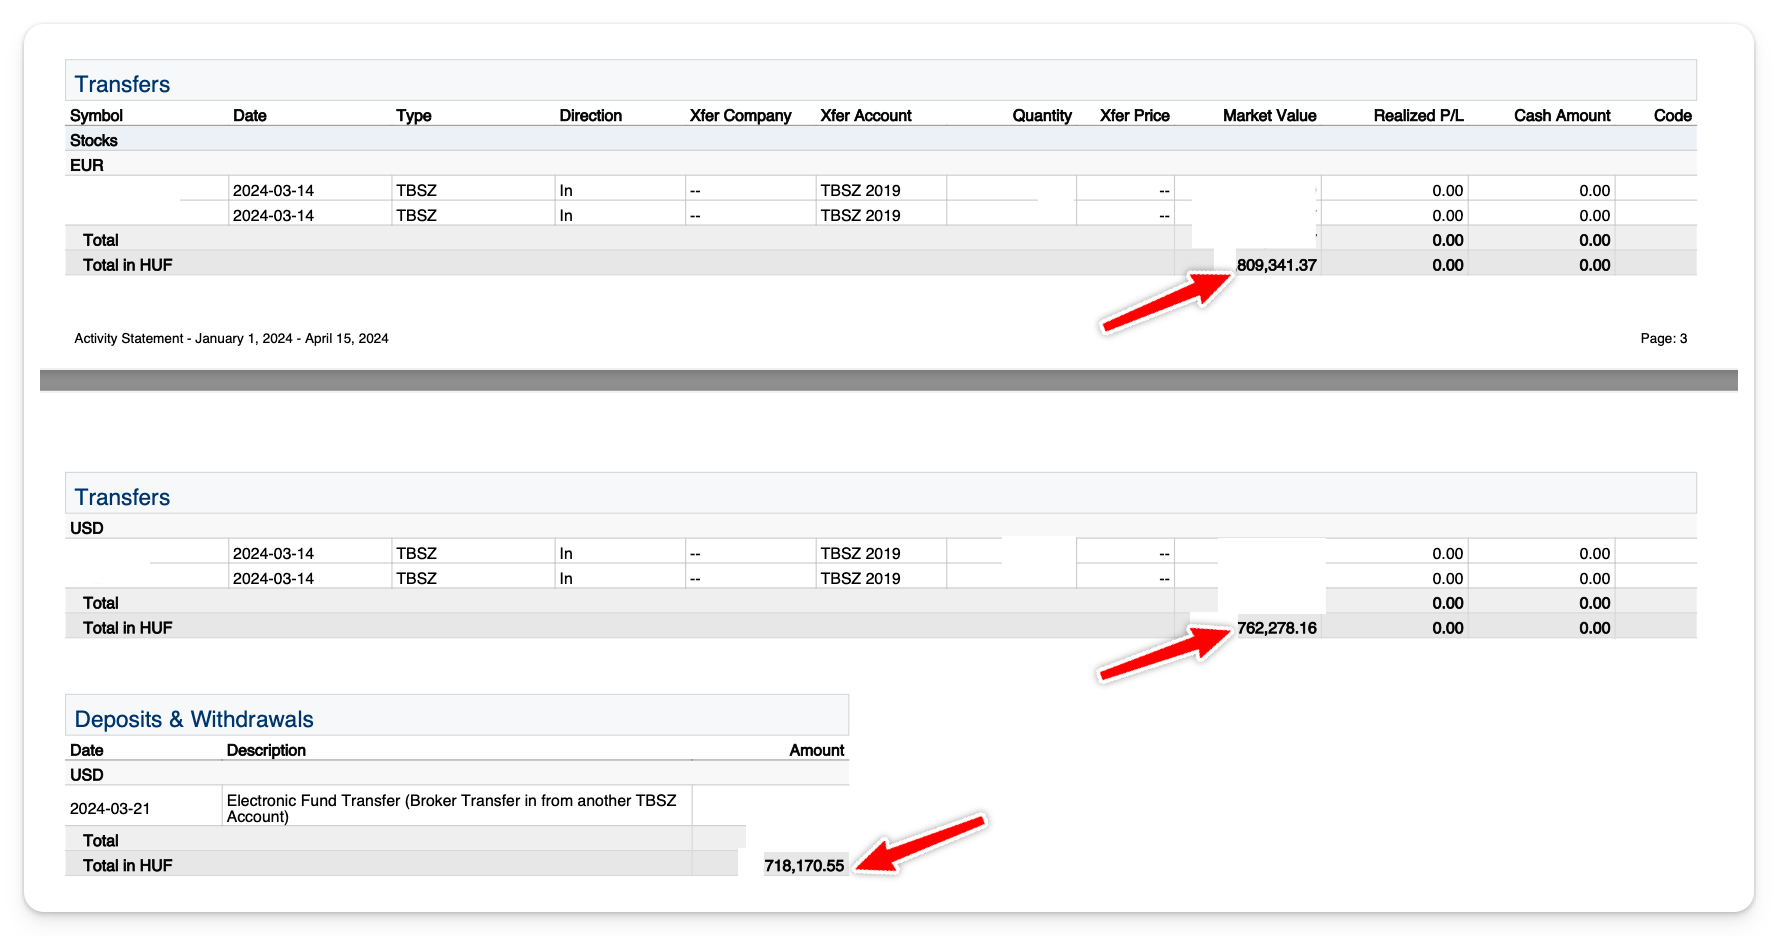 Transfers
Symbol Date Type Direction Xfer Company Xfer Account Quantity Xfer Price Market Value Realized P/L Cash Amount Code
Stocks
EUR
2024-03-14 TBSZ In -- TBSZ 2019 -- 0.00 0.00
2024-03-14 TBSZ In -- TBSZ 2019 -- 0.00 0.00
Total 0.00 0.00
Total in HUF ,809,341.37 0.00 0.00
Activity Statement - January 1, 2024 - April 15, 2024 Page: 3
Transfers
USD
2024-03-14 TBSZ In -- TBSZ 2019 -- 0.00 0.00
2024-03-14 TBSZ In -- TBSZ 2019 -- 0.00 0.00
Total 0.00 0.00
Total in HUF 762,278.16 0.00 0.00
Deposits & Withdrawals
Date Description Amount
USD
2024-03-21 Electronic Fund Transfer (Broker Transfer in from another TBSZ
Account)
Total
Total in HUF 718,170.55